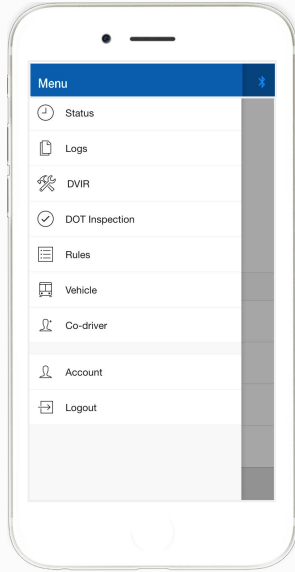 Menu
Status
Logs
DVIR
DOT Inspection
Rules
Vehicle
Co-driver
Account
Logout